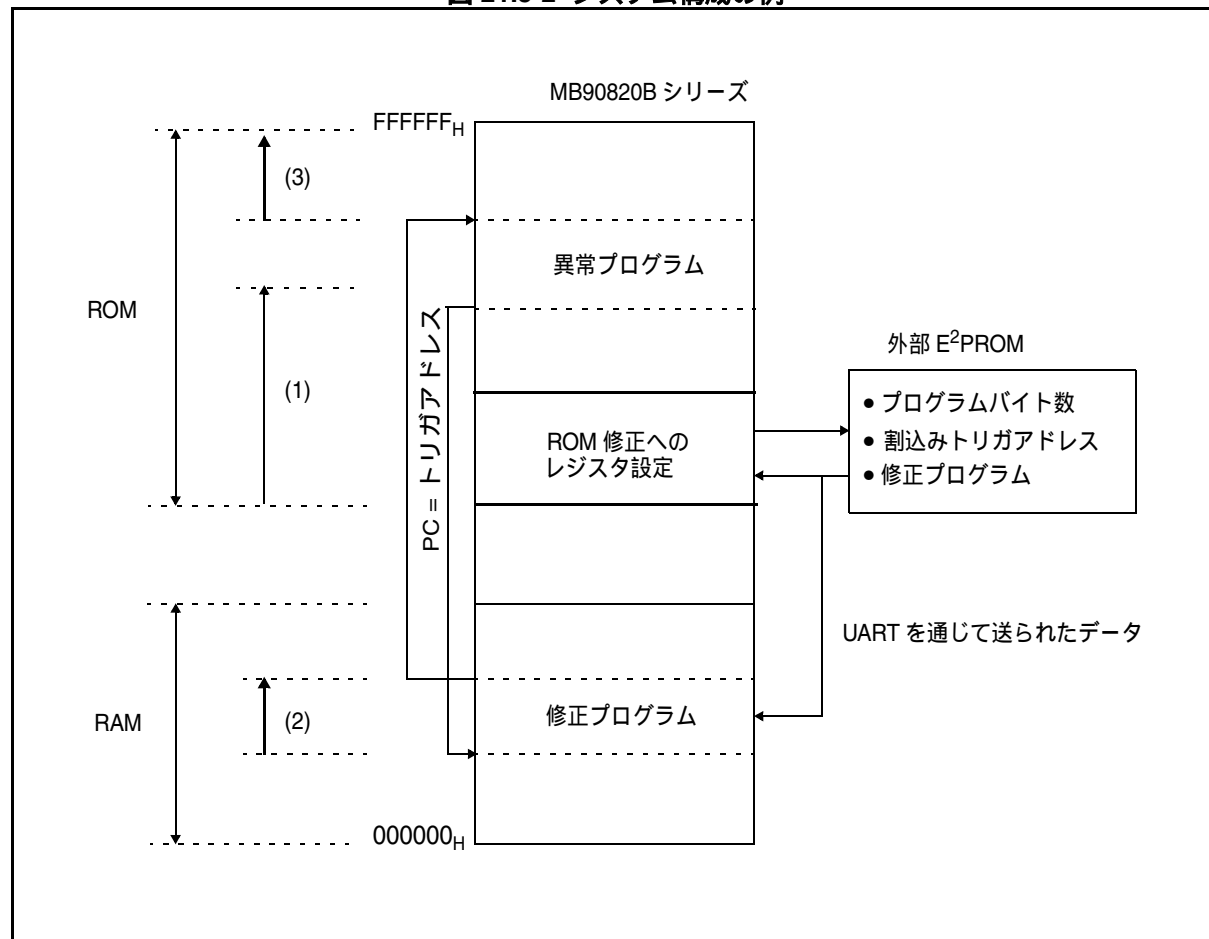 MB90820B シリーズ
FFFFFFH
(3)
異常プログラム
ROM
(1)
PC = トリガアドレス
ROM 修正への
レジスタ設定
外部 E2PROM
• プログラムバイト数
• 割込みトリガアドレス
• 修正プログラム
UART を通じて送られたデータ
RAM
(2)
修正プログラム
000000H